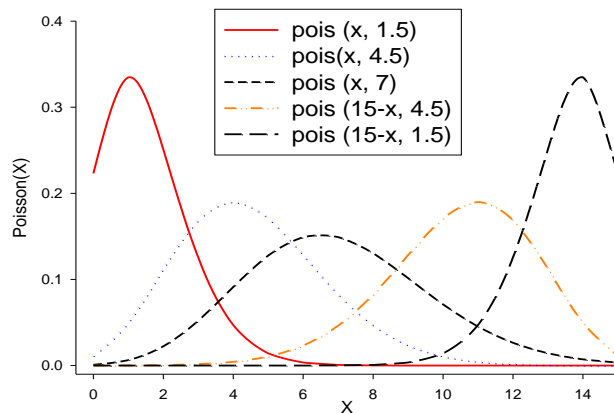 0.4
0.3
0.2
0.1
0.0
Poisson(X)
pois (x, 1.5)
pois(x, 4.5)
pois (x, 7)
pois (15-x, 4.5)
pois (15-x, 1.5)
0 2 4 6 8 10 12 14
X